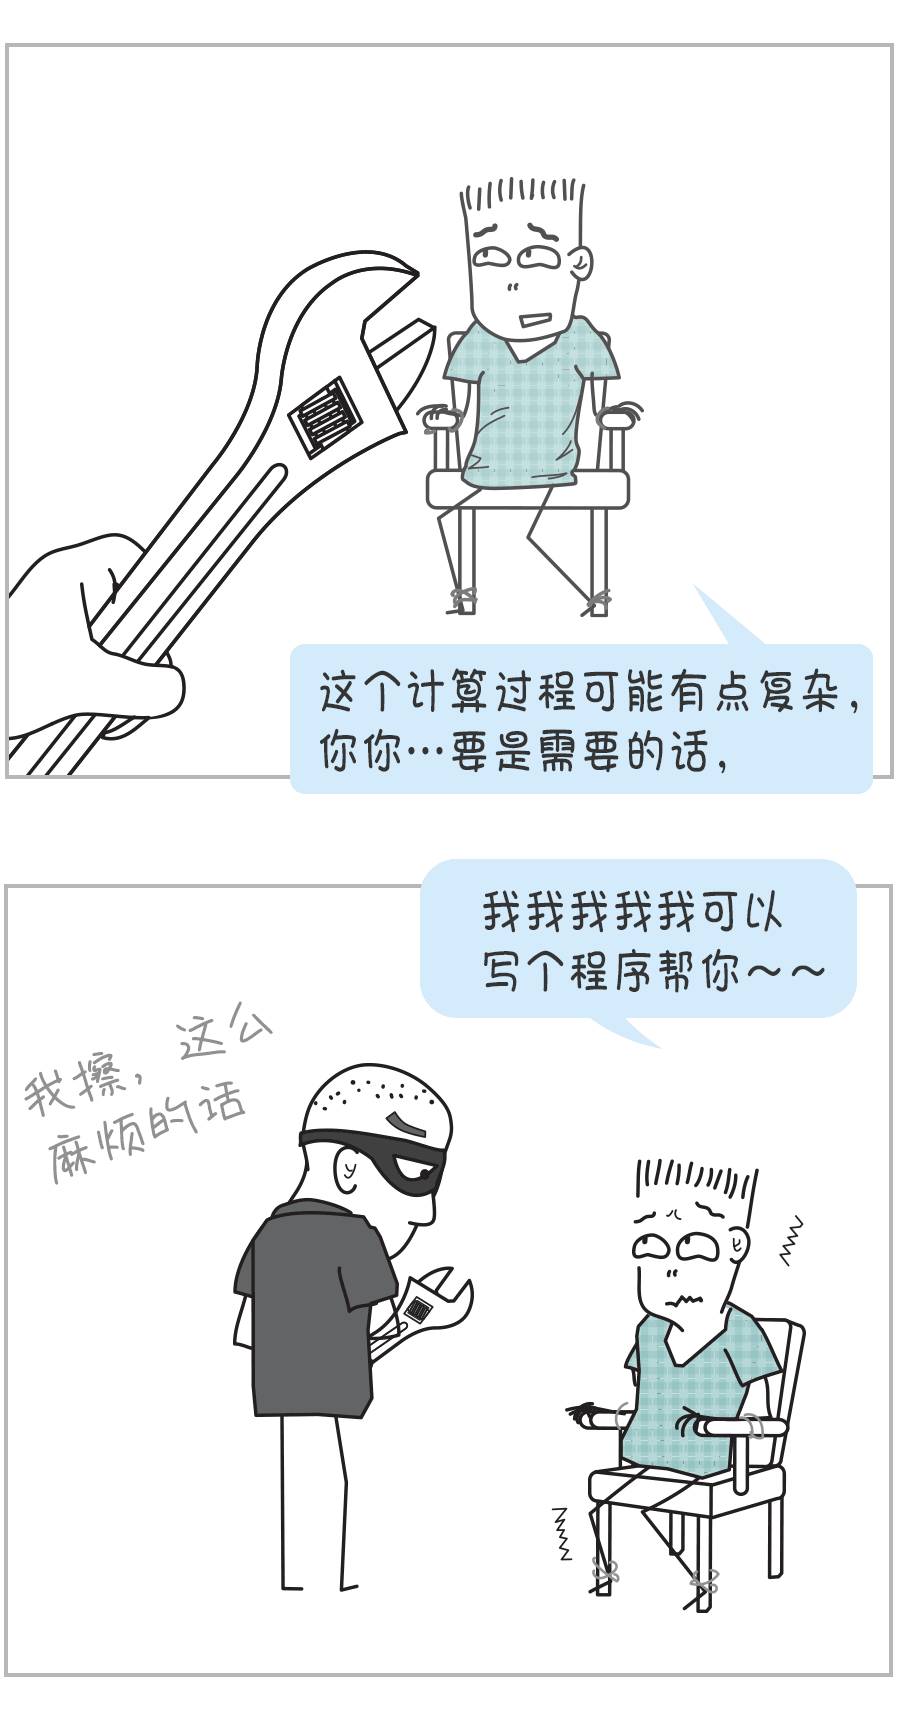 这个计算过程可能有点复杂，
你你…要是需要的话，
我我我我我可以
写个程序帮你～～
我擦，这么
麻烦的话